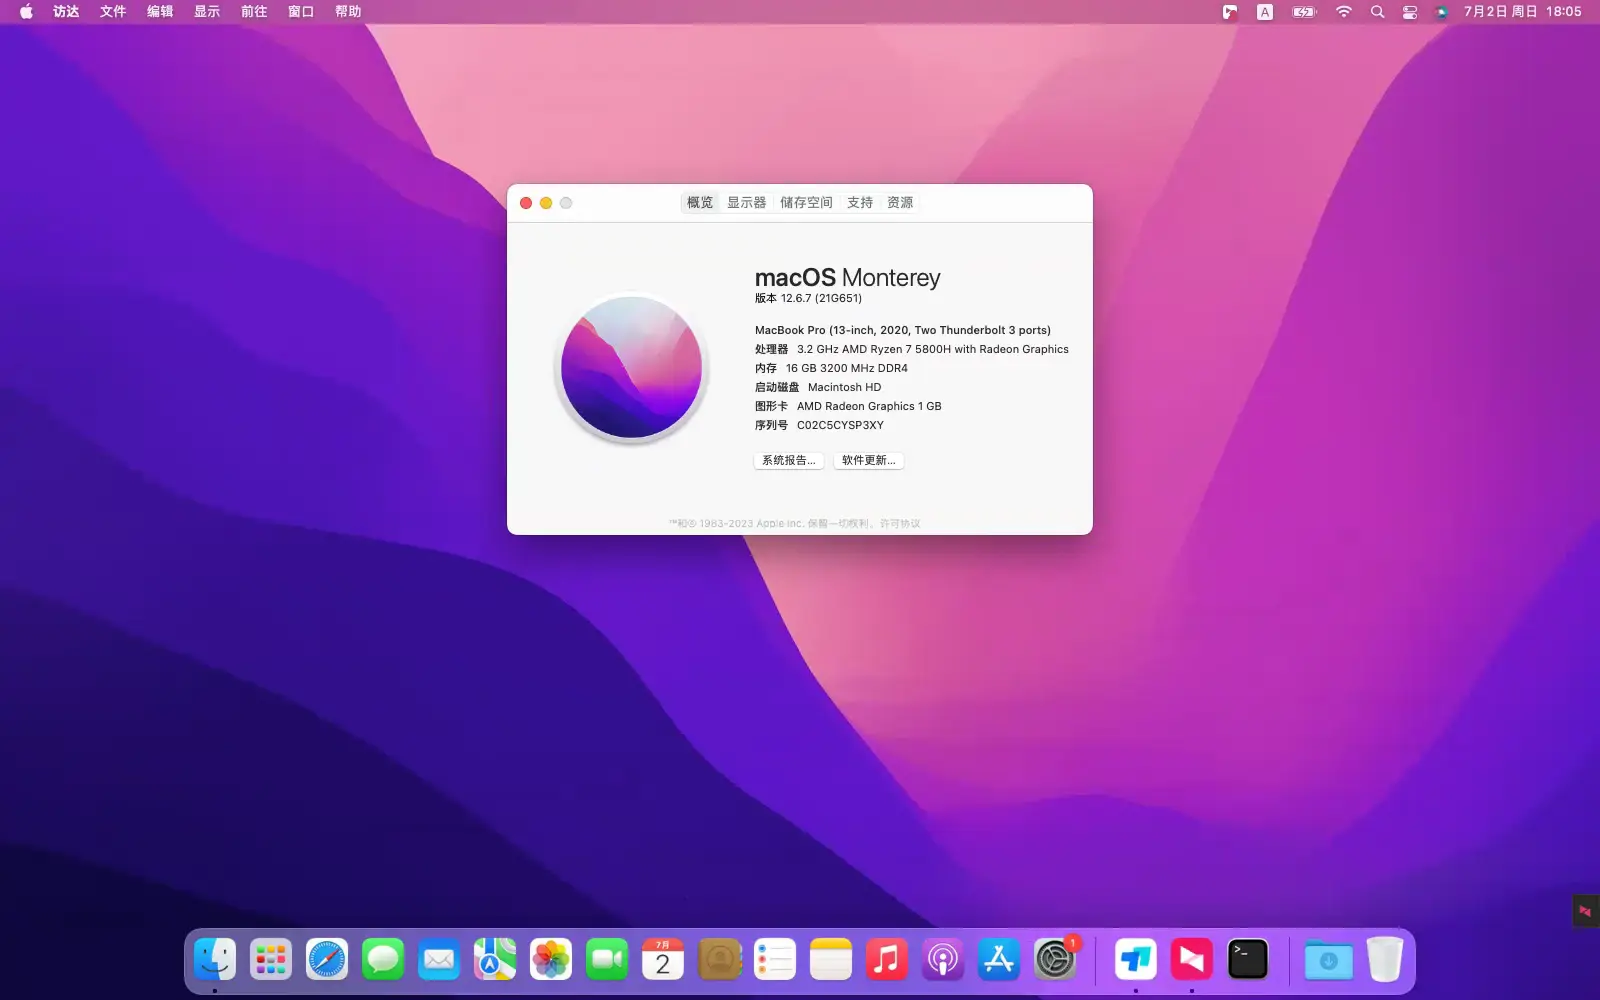 访达 文件 编辑 显示 前往 窗口 帮助 A 7月2日 周日 18:05
概览 显示器 储存空间 支持 资源
macOS Monterey
版本 12.6.7 (21G651)
MacBook Pro (13-inch, 2020, Two Thunderbolt 3 ports)
处理器 3.2 GHz AMD Ryzen 7 5800H with Radeon Graphics
内存 16 GB 3200 MHz DDR4
启动磁盘 Macintosh HD
图形卡 AMD Radeon Graphics 1 GB
序列号 C02C5CYSP3XY
系统报告... 软件更新...
™和© 1983-2023 Apple Inc. 保留一切权利。许可协议
7月
2
1
>_